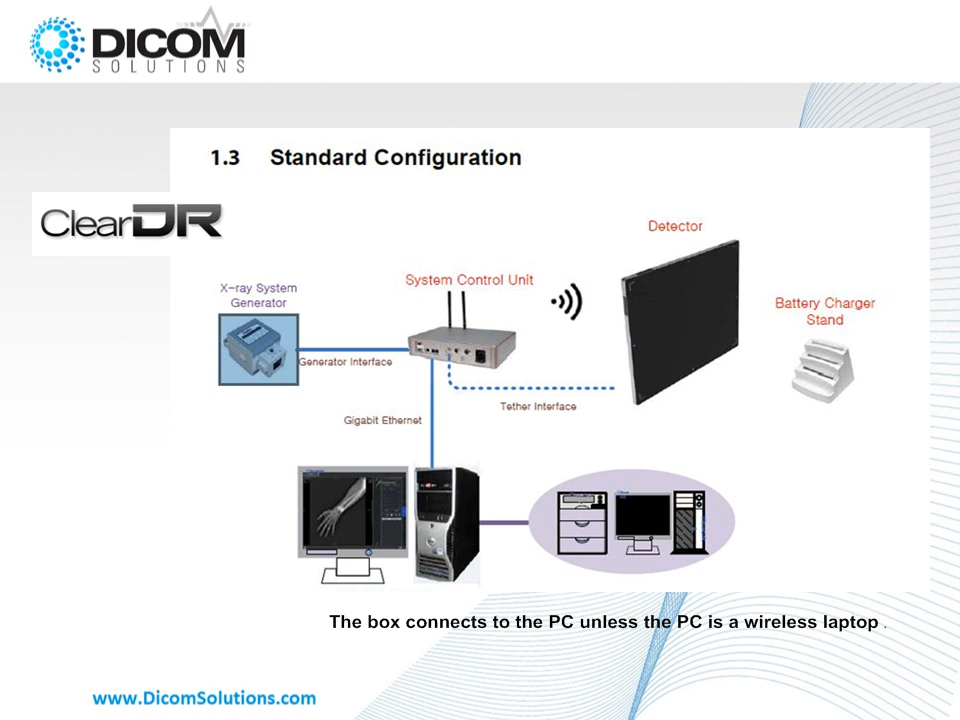 DICOM
SOLUTIONS
1.3 Standard Configuration
ClearDR
Detector
System Control Unit
X-ray System
Generator
Battery Charger
Stand
Generator Interface
Tether Interface
Gigabit Ethernet
Dicom
The box connects to the PC unless the PC is a wireless laptop .
www.DicomSolutions.com